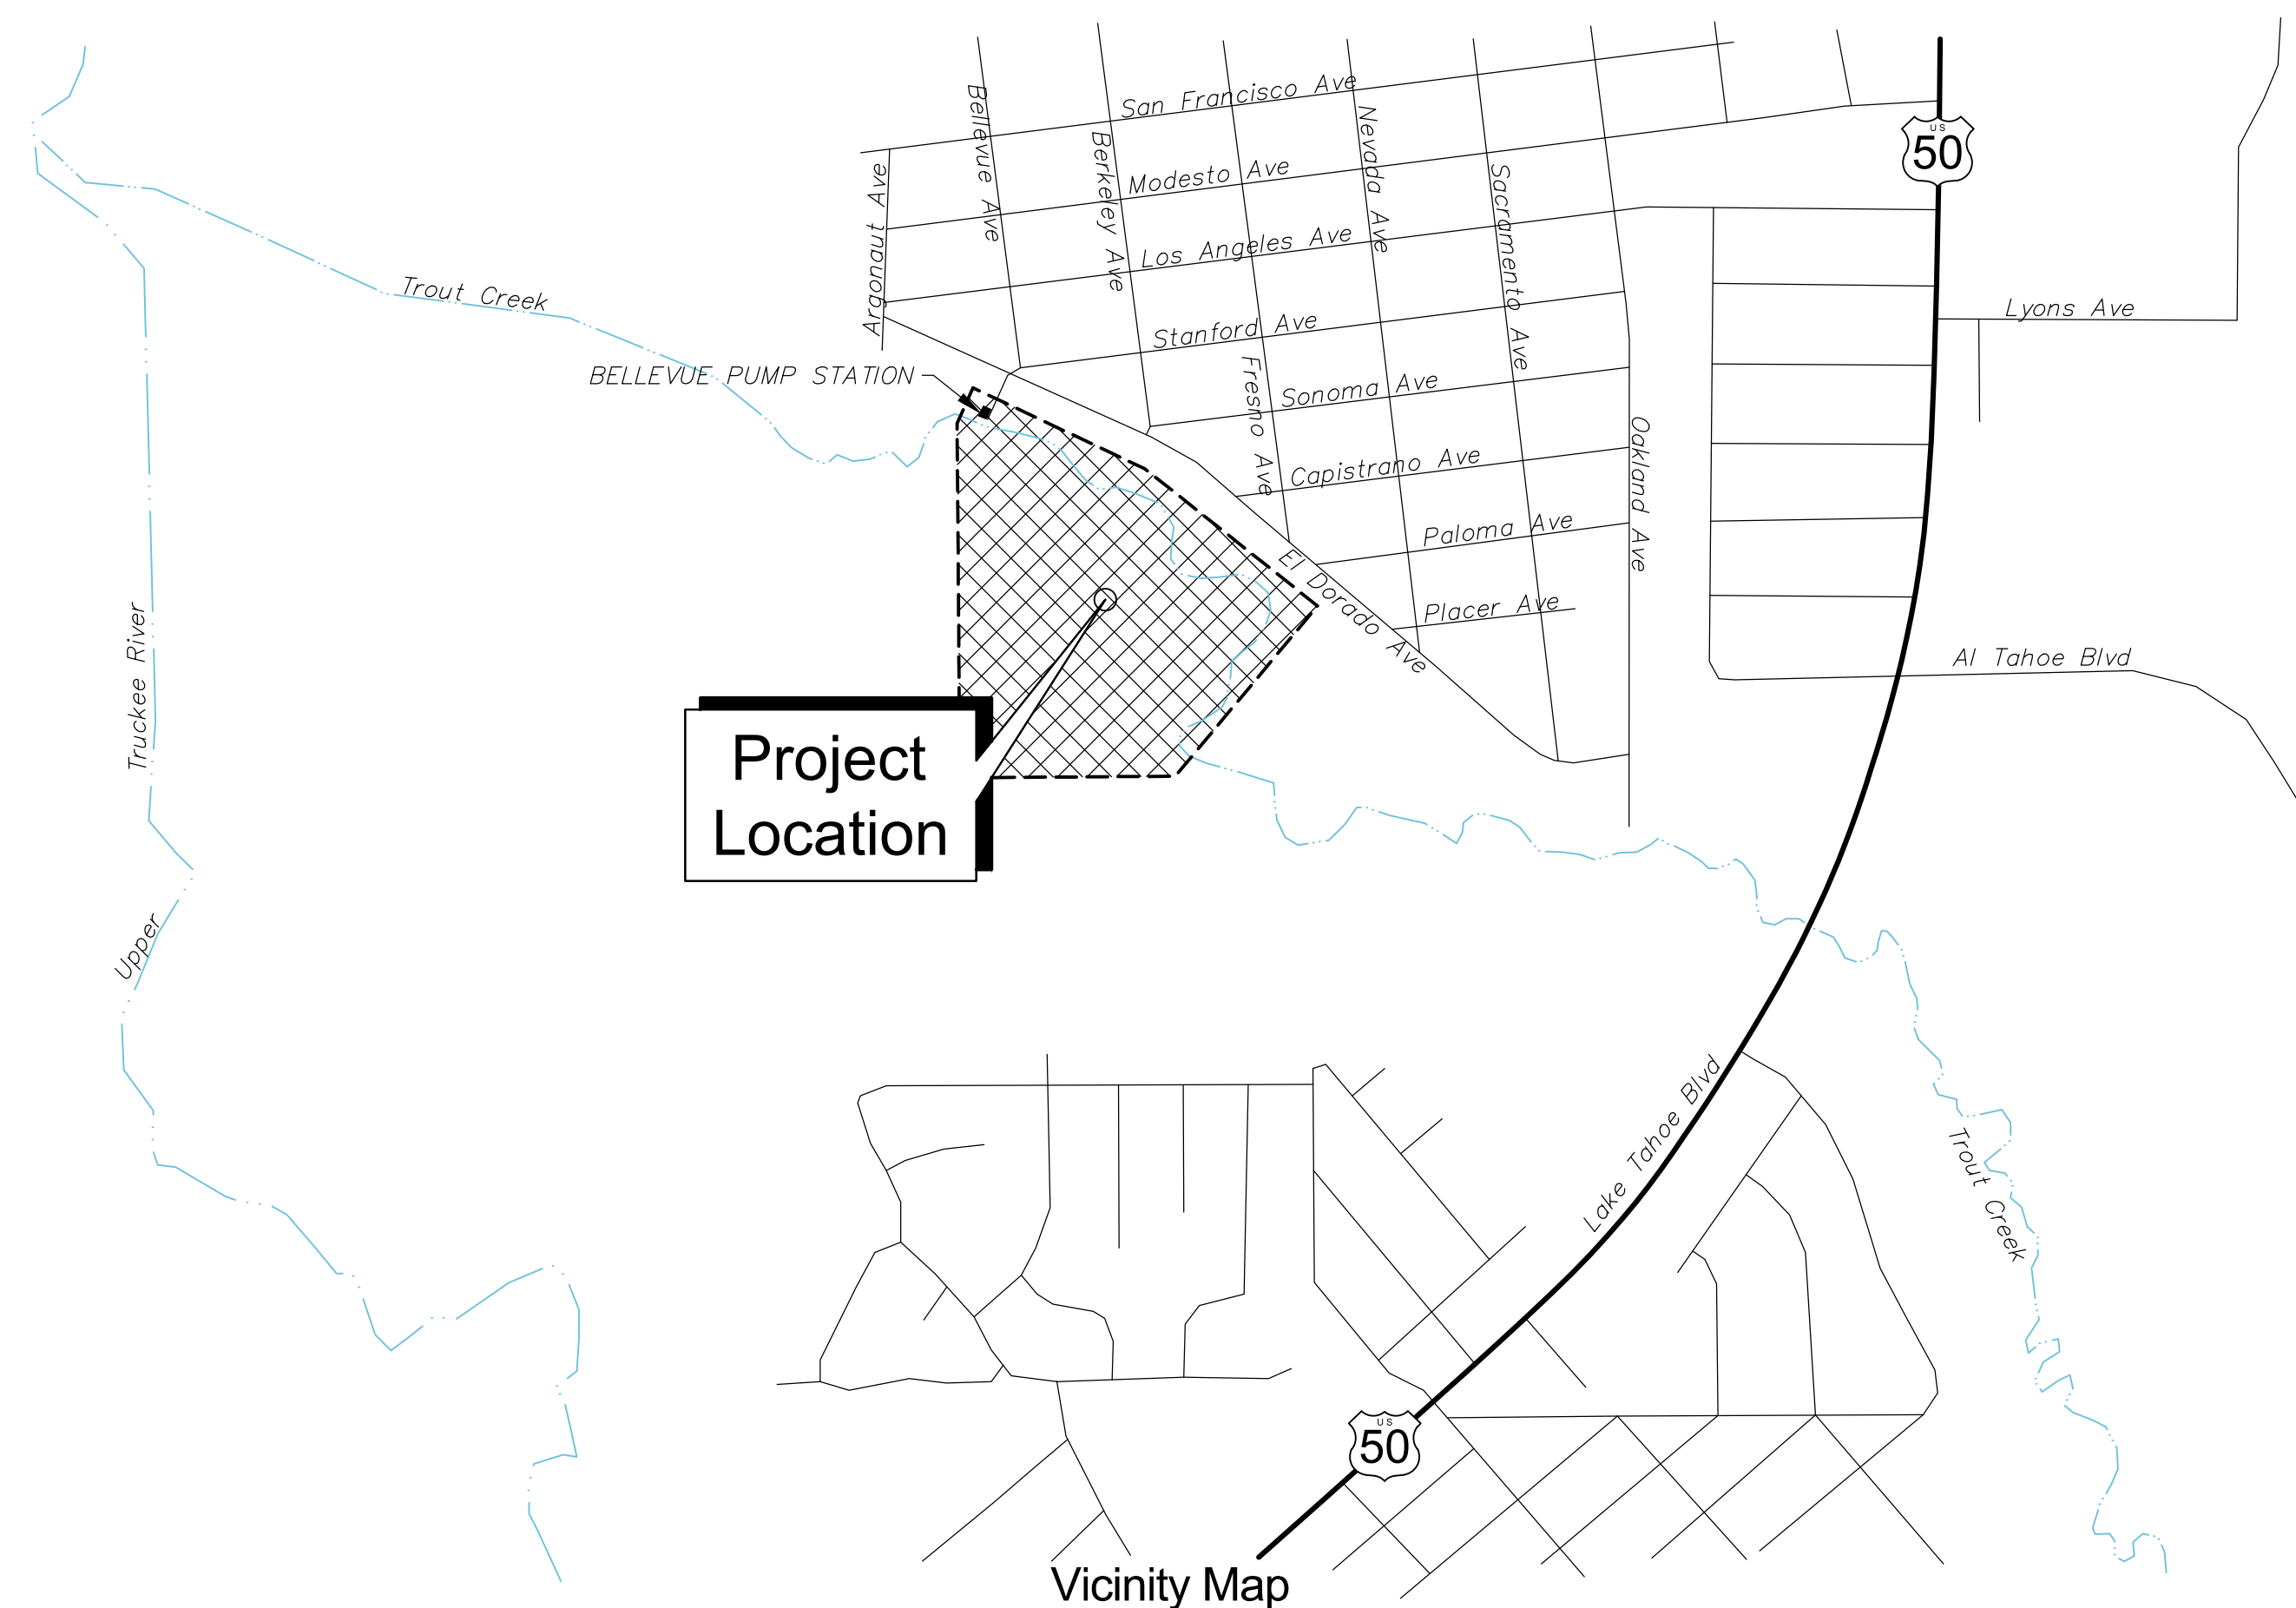 San Francisco Ave
Bellevue Ave
Berkeley Ave
Nevada Ave
US
50
Modesto Ave
Argonaut Ave
Sacramento Ave
Los Angeles Ave
Trout Creek
Lyons Ave
Stanford Ave
BELLEVUE PUMP STATION
Fresno Ave
Sonoma Ave
Oakland Ave
Capistrano Ave
Paloma Ave
El Dorado Ave
Placer Ave
Al Tahoe Blvd
Truckee River
Project
Location
Upper
Lake Tahoe Blvd
Trout Creek
US
50
Vicinity Map